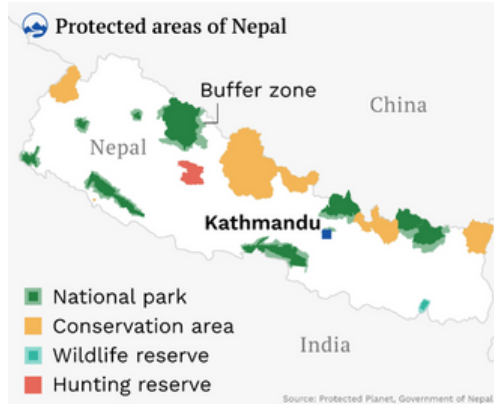 Protected areas of Nepal
Buffer zone
China
Nepal
Kathmandu
National park
Conservation area
Wildlife reserve
Hunting reserve
India
Source: Protected Planet, Government of Nepal